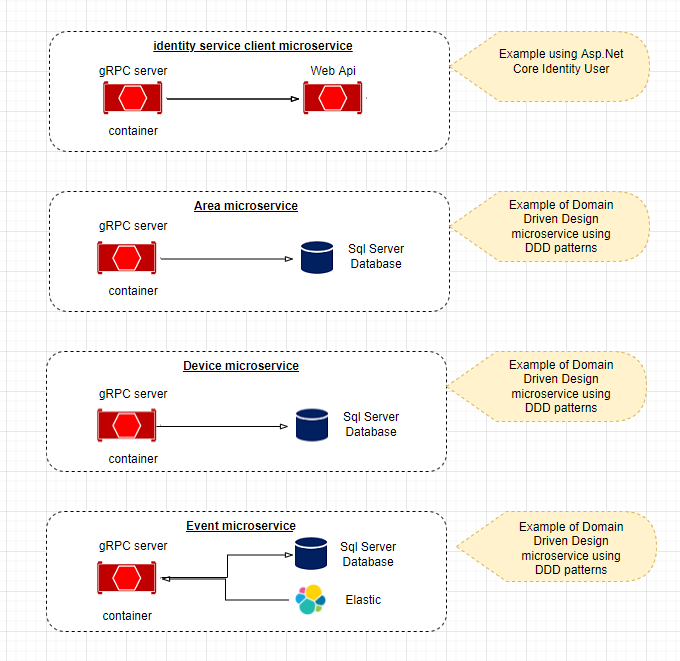 identity service client microservice
gRPC server
Web Api
container
Example using Asp.Net
Core Identity User
Area microservice
gRPC server
Sql Server
Database
container
Example of Domain
Driven Design
microservice using
DDD patterns
Device microservice
gRPC server
Sql Server
Database
container
Example of Domain
Driven Design
microservice using
DDD patterns
Event microservice
gRPC server
Sql Server
Database
Elastic
container
Example of Domain
Driven Design
microservice using
DDD patterns